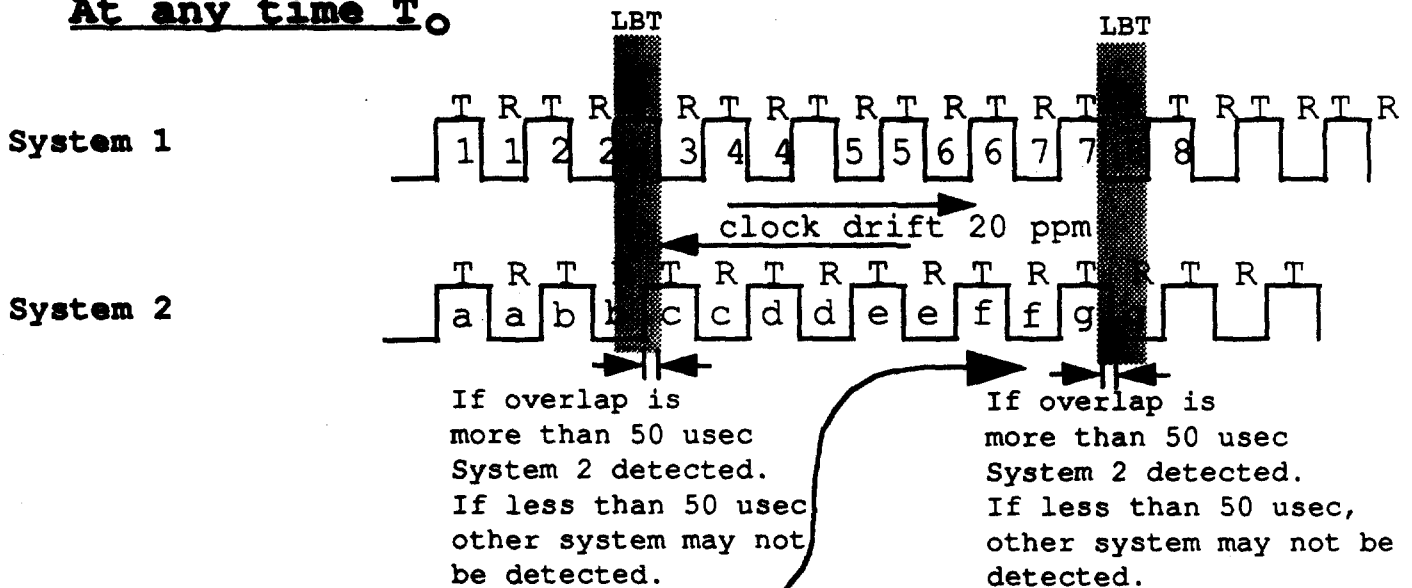 At any time To
LBT LBT
T R T R R T R T R T R T R T T R T R T R
System 1
1 1 2 2 3 4 4 5 5 6 6 7 7 8
clock drift 20 ppm
T R T T R T R T R T R T R T R T
System 2
a a b b c c d d e e f f g
If overlap is
more than 50 usec
System 2 detected.
If less than 50 usec
other system may not
be detected.
If overlap is
more than 50 usec
System 2 detected.
If less than 50 usec,
other system may not be
detected.